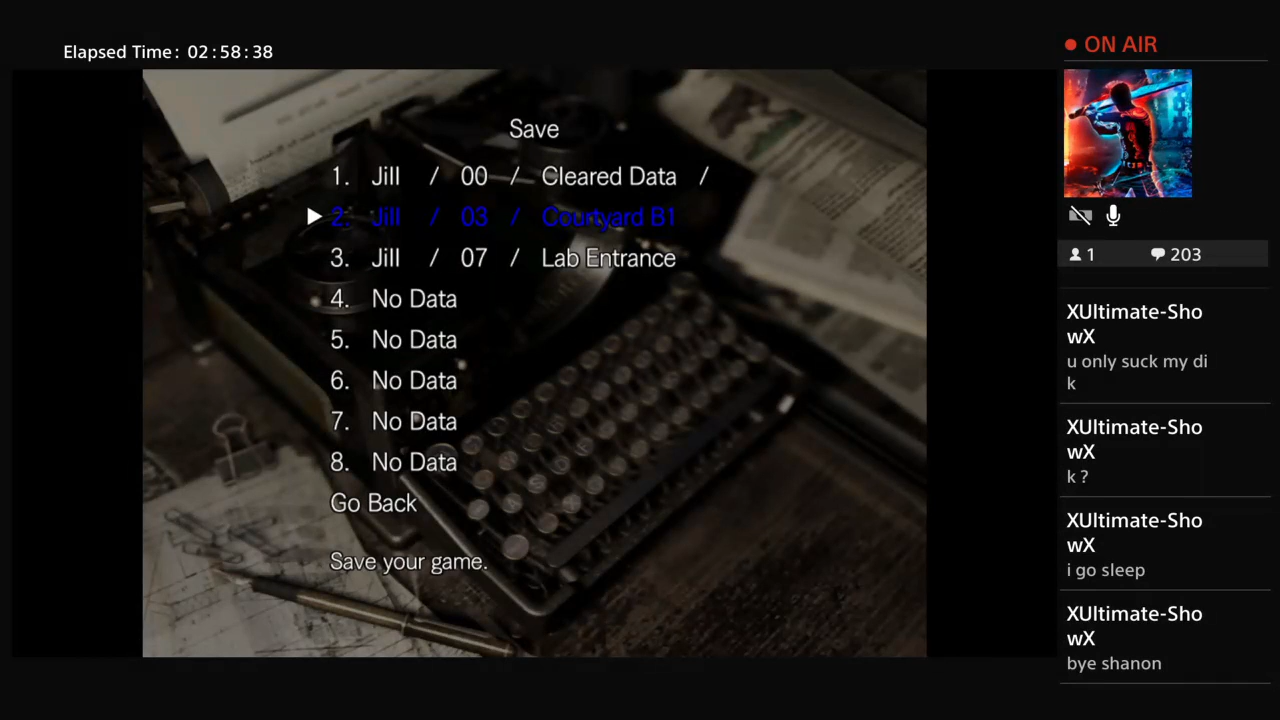 Elapsed Time: 02:58:38
ON AIR
Save
1. Jill / 00 / Cleared Data /
2. Jill / 03 / Courtyard B1
3. Jill / 07 / Lab Entrance
4. No Data
5. No Data
6. No Data
7. No Data
8. No Data
Go Back
Save your game.
1 203
XUltimate-Sho
wX
u only suck my di
k
XUltimate-Sho
wX
k ?
XUltimate-Sho
wX
i go sleep
XUltimate-Sho
wX
bye shanon